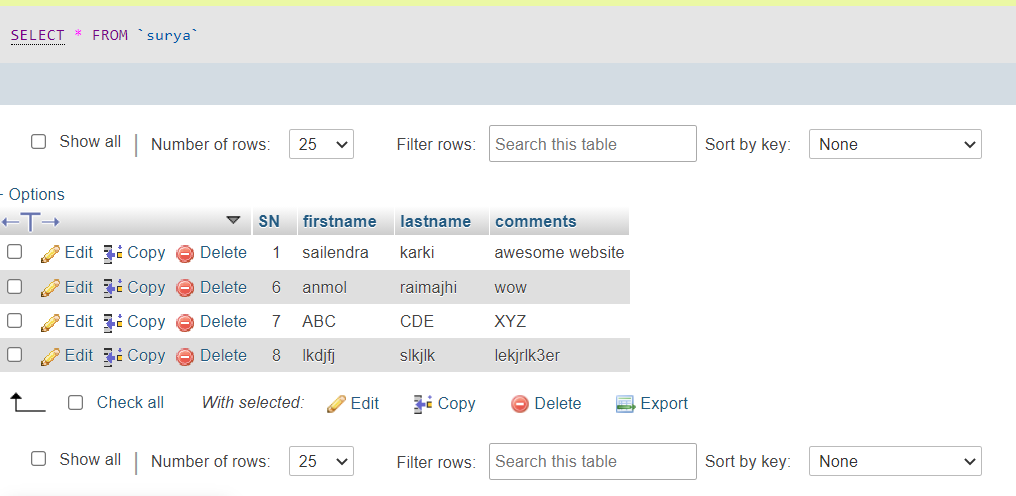 SELECT * FROM `surya`
Show all | Number of rows: 25 Filter rows: Search this table Sort by key: None
+ Options
←T→ SN firstname lastname comments
Edit Copy Delete 1 sailendra karki awesome website
Edit Copy Delete 6 anmol raimajhi wow
Edit Copy Delete 7 ABC CDE XYZ
Edit Copy Delete 8 lkdjfj slkjlk lekjrlk3er
Check all With selected: Edit Copy Delete Export
Show all | Number of rows: 25 Filter rows: Search this table Sort by key: None